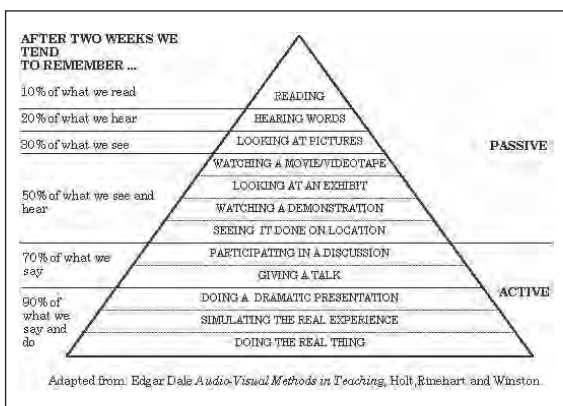 AFTER TWO WEEKS WE
TEND
TO REMEMBER ...
10% of what we read
READING
20% of what we hear
HEARING WORDS
30% of what we see
LOOKING AT PICTURES
PASSIVE
WATCHING A MOVIE/VIDEOTAPE
LOOKING AT AN EXHIBIT
50% of what we see and
hear
WATCHING A DEMONSTRATION
SEEING IT DONE ON LOCATION
PARTICIPATING IN A DISCUSSION
70% of what we
say
GIVING A TALK
ACTIVE
90% of
what we
say and
do
DOING A DRAMATIC PRESENTATION
SIMULATING THE REAL EXPERIENCE
DOING THE REAL THING
Adapted from: Edgar Dale Audio-Visual Methods in Teaching, Holt, Rinehart and Winston.